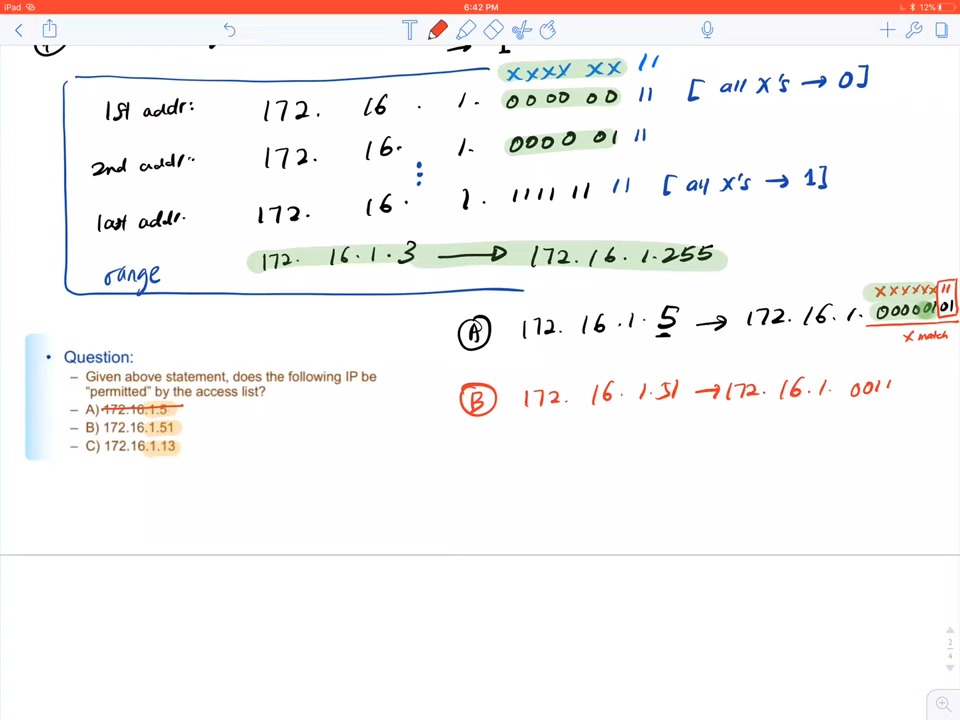 iPad 6:42 PM 12%
T
xxxx xx 11
1st addr: 172. 16 . 1. 0000 00 11 [ all x's → 0]
2nd addr: 172. 16. 1. 0000 01 11
last addr. 172. 16. 1. 1111 11 11 [ all x's → 1]
range 172. 16.1.3 → 172.16.1.255
xxxxxx 11
A 172.16.1.5 → 172.16.1.00000101
x match
B 172. 16.1.51 → 172.16.1. 0011
• Question:
– Given above statement, does the following IP be
"permitted" by the access list?
– A) 172.16.1.5
– B) 172.16.1.51
– C) 172.16.1.13
2
4